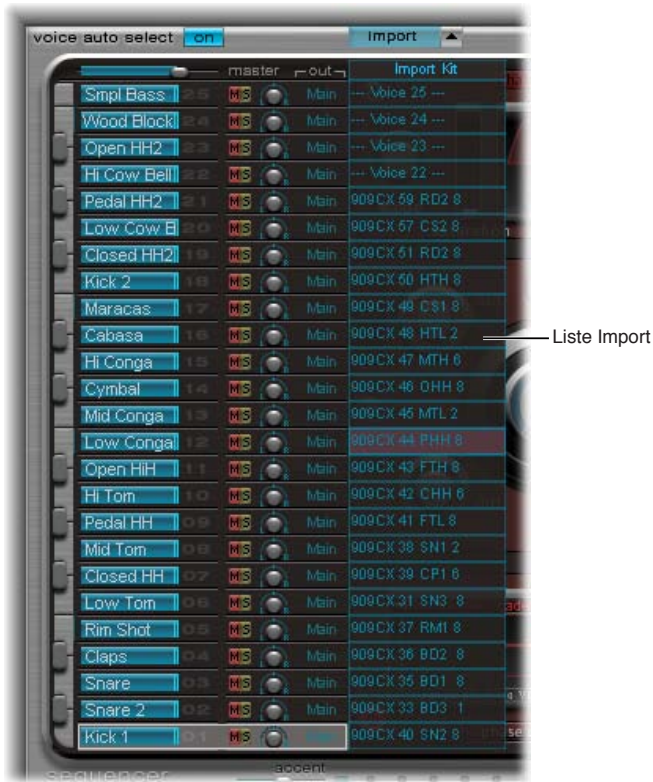 voice auto select on Import
master out Import Kit
Smpl Bass 25 M S Main --- Voice 25 ---
Wood Block 24 M S Main --- Voice 24 ---
Open HH2 23 M S Main --- Voice 23 ---
Hi Cow Bell 22 M S Main --- Voice 22 ---
Pedal HH2 21 M S Main 909CX 59 RD2 8
Low Cow B 20 M S Main 909CX 57 CS2 8
Closed HH2 19 M S Main 909CX 51 RD2 8
Kick 2 18 M S Main 909CX 50 HTH 8
Maracas 17 M S Main 909CX 49 CS1 8
Cabasa 16 M S Main 909CX 48 HTL 2 Liste Import
Hi Conga 15 M S Main 909CX 47 MTH 6
Cymbal 14 M S Main 909CX 46 OHH 8
Mid Conga 13 M S Main 909CX 45 MTL 2
Low Conga 12 M S Main 909CX 44 PHH 8
Open HiH 11 M S Main 909CX 43 FTH 8
Hi Tom 10 M S Main 909CX 42 CHH 6
Pedal HH 09 M S Main 909CX 41 FTL 8
Mid Tom 08 M S Main 909CX 38 SN1 2
Closed HH 07 M S Main 909CX 39 CP1 6
Low Tom 06 M S Main 909CX 31 SN3 8
Rim Shot 05 M S Main 909CX 37 RM1 8
Claps 04 M S Main 909CX 36 BD2 8
Snare 03 M S Main 909CX 35 BD1 8
Snare 2 02 M S Main 909CX 33 BD3 1
Kick 1 01 M S Main 909CX 40 SN2 8
sequencer accent